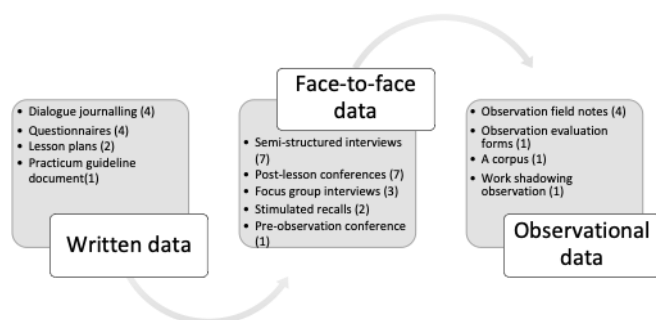 • Dialogue journalling (4)
• Questionnaires (4)
• Lesson plans (2)
• Practicum guideline
document(1)
Written data
Face-to-face
data
• Semi-structured interviews
(7)
• Post-lesson conferences (7)
• Focus group interviews (3)
• Stimulated recalls (2)
• Pre-observation conference
(1)
• Observation field notes (4)
• Observation evaluation
forms (1)
• A corpus (1)
• Work shadowing
observation (1)
Observational
data